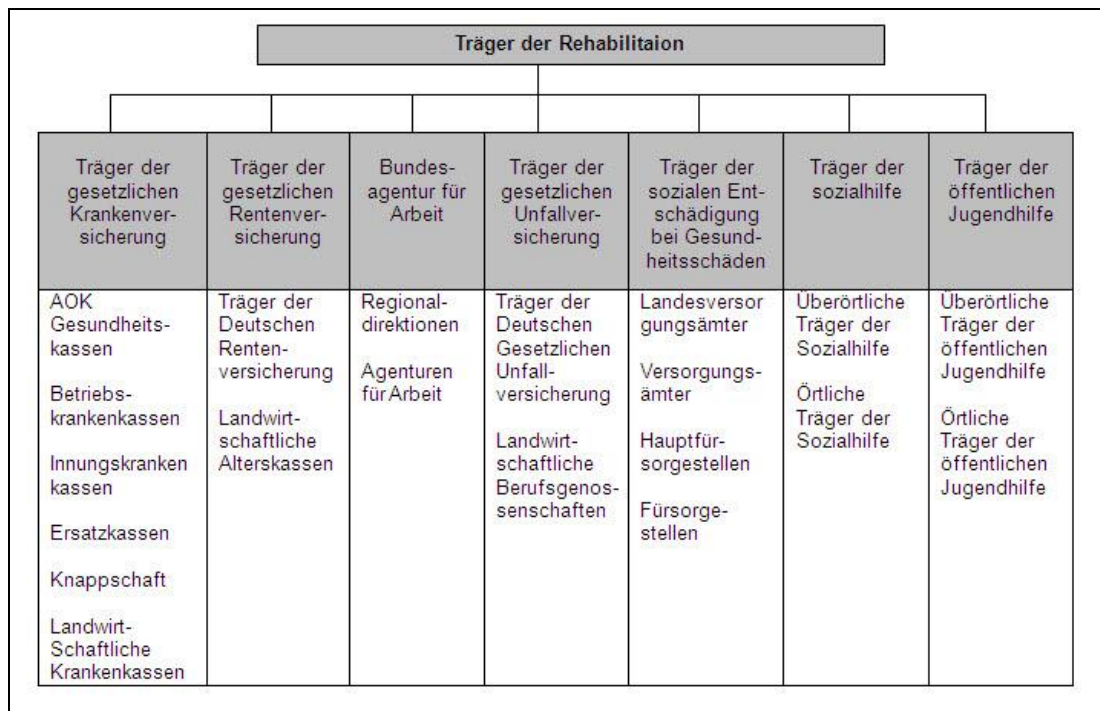 Träger der Rehabilitaion
Träger der
gesetzlichen
Krankenver-
sicherung
Träger der
gesetzlichen
Rentenver-
sicherung
Bundes-
agentur für
Arbeit
Träger der
gesetzlichen
Unfallver-
sicherung
Träger der
sozialen Ent-
schädigung
bei Gesund-
heitsschäden
Träger der
sozialhilfe
Träger der
öffentlichen
Jugendhilfe
AOK
Gesundheits-
kassen
Betriebs-
krankenkassen
Innungskranken
kassen
Ersatzkassen
Knappschaft
Landwirt-
Schaftliche
Krankenkassen
Träger der
Deutschen
Renten-
versicherung
Landwirt-
schaftliche
Alterskassen
Regional-
direktionen
Agenturen
für Arbeit
Träger der
Deutschen
Gesetzlichen
Unfall-
versicherung
Landwirt-
schaftliche
Berufsgenos-
senschaften
Landesversor
gungsämter
Versorgungs-
ämter
Hauptfür-
sorgestellen
Fürsorge-
stellen
Überörtliche
Träger der
Sozialhilfe
Örtliche
Träger der
Sozialhilfe
Überörtliche
Träger der
öffentlichen
Jugendhilfe
Örtliche
Träger der
öffentlichen
Jugendhilfe